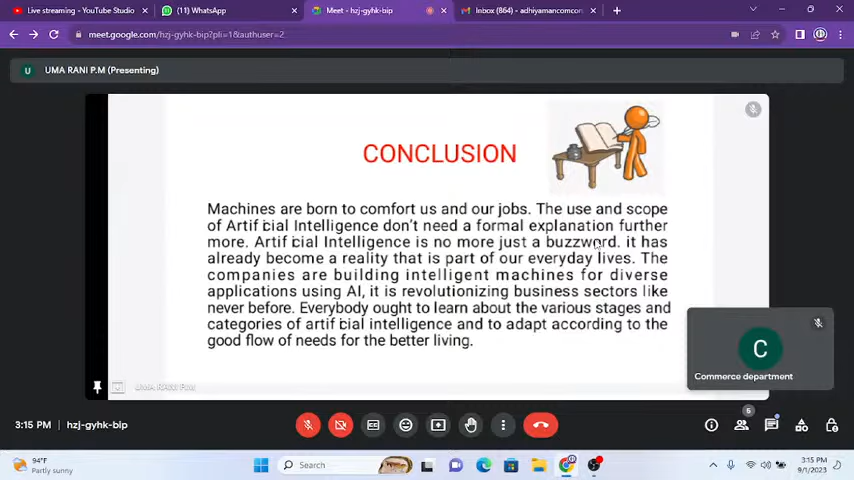 Live streaming - YouTube Studio
(11) WhatsApp
Meet - hzj-gyhk-bip
Inbox (864) - adhiyamancomcor
meet.google.com/hzj-gyhk-bip?pli=1&authuser=2
U UMA RANI P.M (Presenting)
CONCLUSION
Machines are born to comfort us and our jobs. The use and scope
of Artificial Intelligence don't need a formal explanation further
more. Artificial Intelligence is no more just a buzzword. it has
already become a reality that is part of our everyday lives. The
companies are building intelligent machines for diverse
applications using AI, it is revolutionizing business sectors like
never before. Everybody ought to learn about the various stages and
categories of artificial intelligence and to adapt according to the
good flow of needs for the better living.
C
Commerce department
UMA RANI P.M
3:15 PM | hzj-gyhk-bip
6
94°F
Partly sunny
Search
3:15 PM
9/1/2023